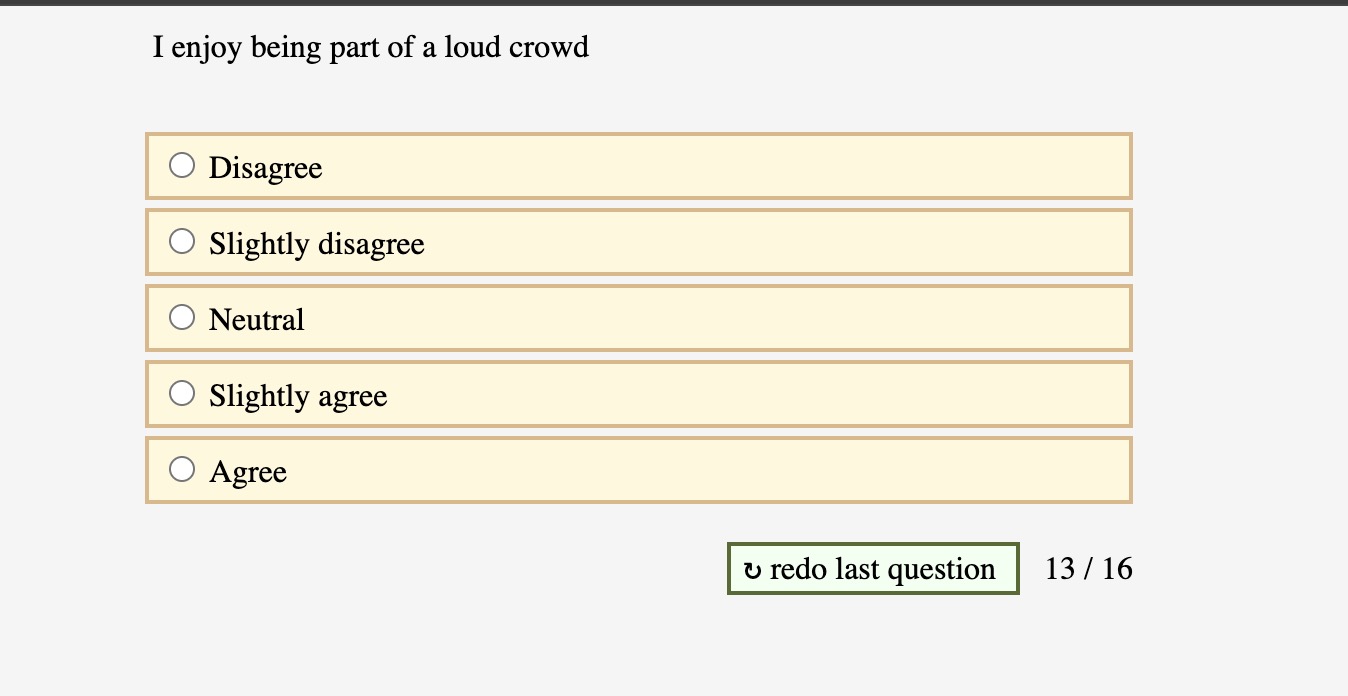 I enjoy being part of a loud crowd
Disagree
Slightly disagree
Neutral
Slightly agree
Agree
↻ redo last question 13 / 16